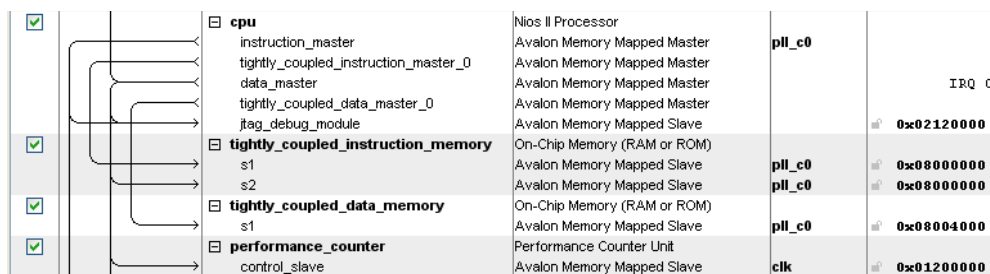 cpu Nios II Processor
instruction_master Avalon Memory Mapped Master pll_c0
tightly_coupled_instruction_master_0 Avalon Memory Mapped Master
data_master Avalon Memory Mapped Master IRQ
tightly_coupled_data_master_0 Avalon Memory Mapped Master
jtag_debug_module Avalon Memory Mapped Slave 0x02120000
tightly_coupled_instruction_memory On-Chip Memory (RAM or ROM)
s1 Avalon Memory Mapped Slave pll_c0 0x08000000
s2 Avalon Memory Mapped Slave pll_c0 0x08000000
tightly_coupled_data_memory On-Chip Memory (RAM or ROM)
s1 Avalon Memory Mapped Slave pll_c0 0x08004000
performance_counter Performance Counter Unit
control_slave Avalon Memory Mapped Slave clk 0x01200000